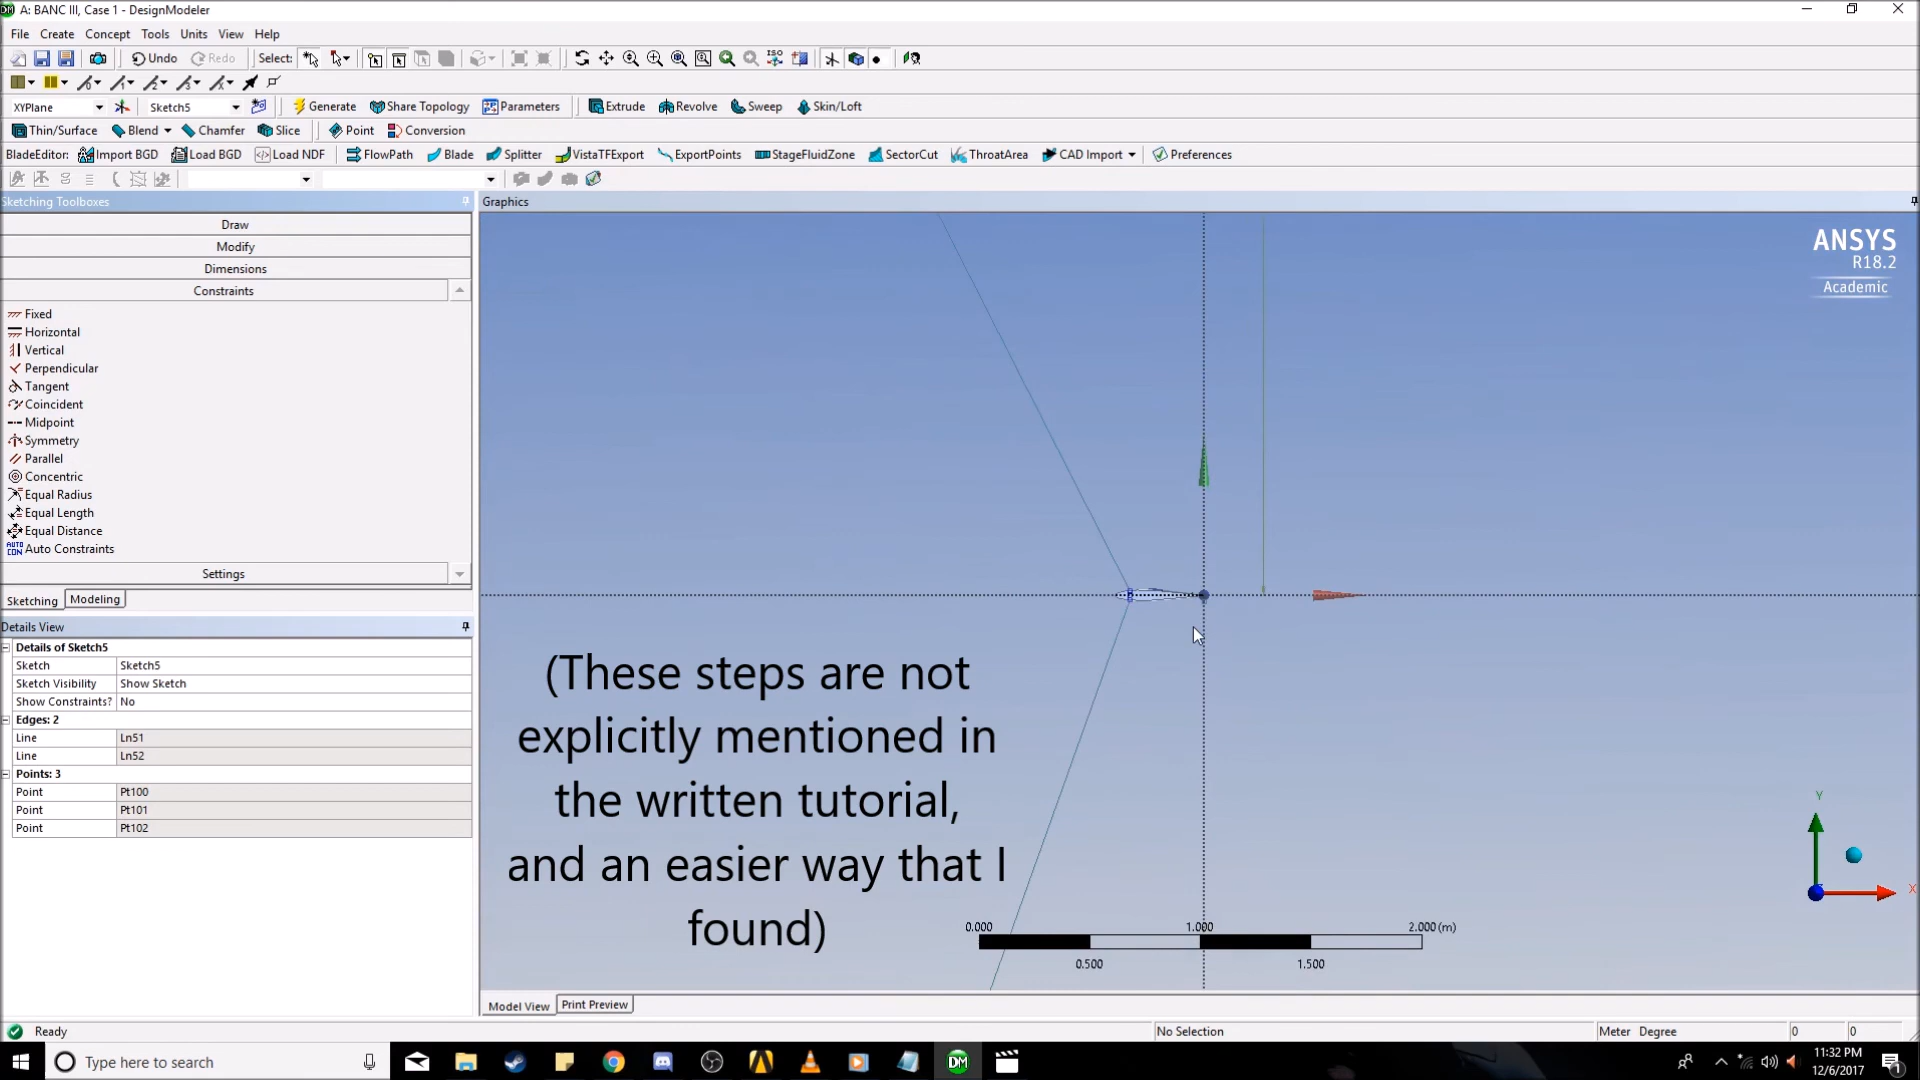 A: BANC III, Case 1 - DesignModeler
File Create Concept Tools Units View Help
Undo Redo Select: ISO
XYPlane Sketch5 Generate Share Topology Parameters Extrude Revolve Sweep Skin/Loft
Thin/Surface Blend Chamfer Slice Point Conversion
BladeEditor: Import BGD Load BGD Load NDF FlowPath Blade Splitter VistaTFExport ExportPoints StageFluidZone SectorCut ThroatArea CAD Import Preferences
Sketching Toolboxes
Draw
Modify
Dimensions
Constraints
Fixed
Horizontal
Vertical
Perpendicular
Tangent
Coincident
Midpoint
Symmetry
Parallel
Concentric
Equal Radius
Equal Length
Equal Distance
AUTO CON Auto Constraints
Settings
Sketching Modeling
Details View
Details of Sketch5
Sketch Sketch5
Sketch Visibility Show Sketch
Show Constraints? No
Edges: 2
Line Ln51
Line Ln52
Points: 3
Point Pt100
Point Pt101
Point Pt102
Graphics
ANSYS
R18.2
Academic
(These steps are not
explicitly mentioned in
the written tutorial,
and an easier way that I
found)
Y
X
0.000 1.000 2.000 (m)
0.500 1.500
Model View Print Preview
Ready No Selection Meter Degree 0 0
Type here to search DM 11:32 PM
12/6/2017 1